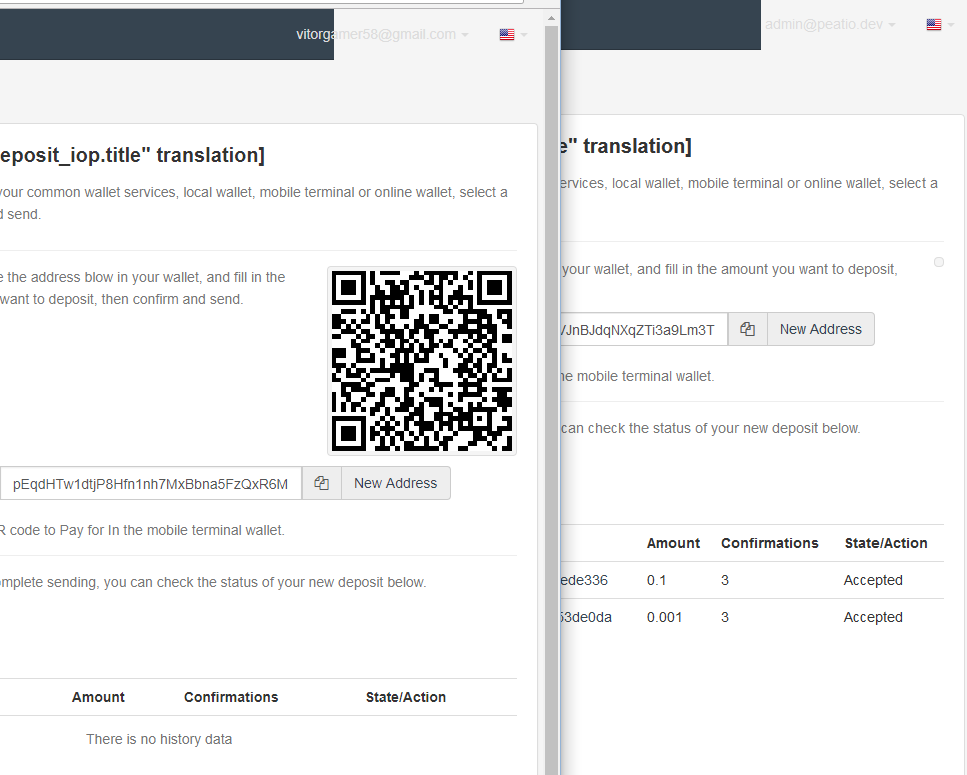 vitorgamer58@gmail.com
eposit_iop.title" translation]
your common wallet services, local wallet, mobile terminal or online wallet, select a
d send.
e the address blow in your wallet, and fill in the
want to deposit, then confirm and send.
pEqdHTw1dtjP8Hfn1nh7MxBbna5FzQxR6M
New Address
R code to Pay for In the mobile terminal wallet.
omplete sending, you can check the status of your new deposit below.
Amount Confirmations State/Action
There is no history data
admin@peatio.dev
e" translation]
ervices, local wallet, mobile terminal or online wallet, select a
your wallet, and fill in the amount you want to deposit,
VJnBJdqNXqZTi3a9Lm3T
New Address
he mobile terminal wallet.
can check the status of your new deposit below.
Amount Confirmations State/Action
ede336 0.1 3 Accepted
53de0da 0.001 3 Accepted